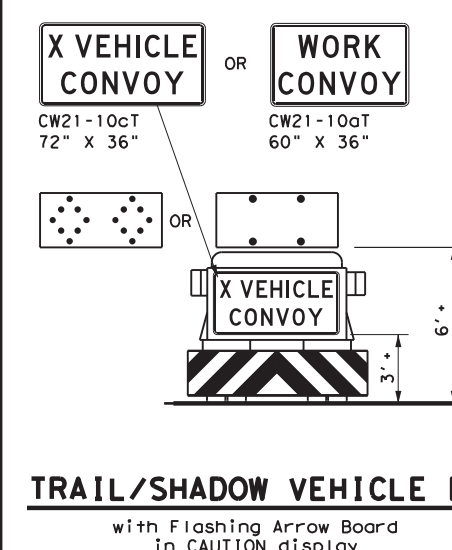 X VEHICLE
CONVOY
OR
WORK
CONVOY
CW21-10cT
72" X 36"
CW21-10aT
60" X 36"
OR
X VEHICLE
CONVOY
6'+
3'+
TRAIL/SHADOW VEHICLE
with Flashing Arrow Board
in CAUTION display